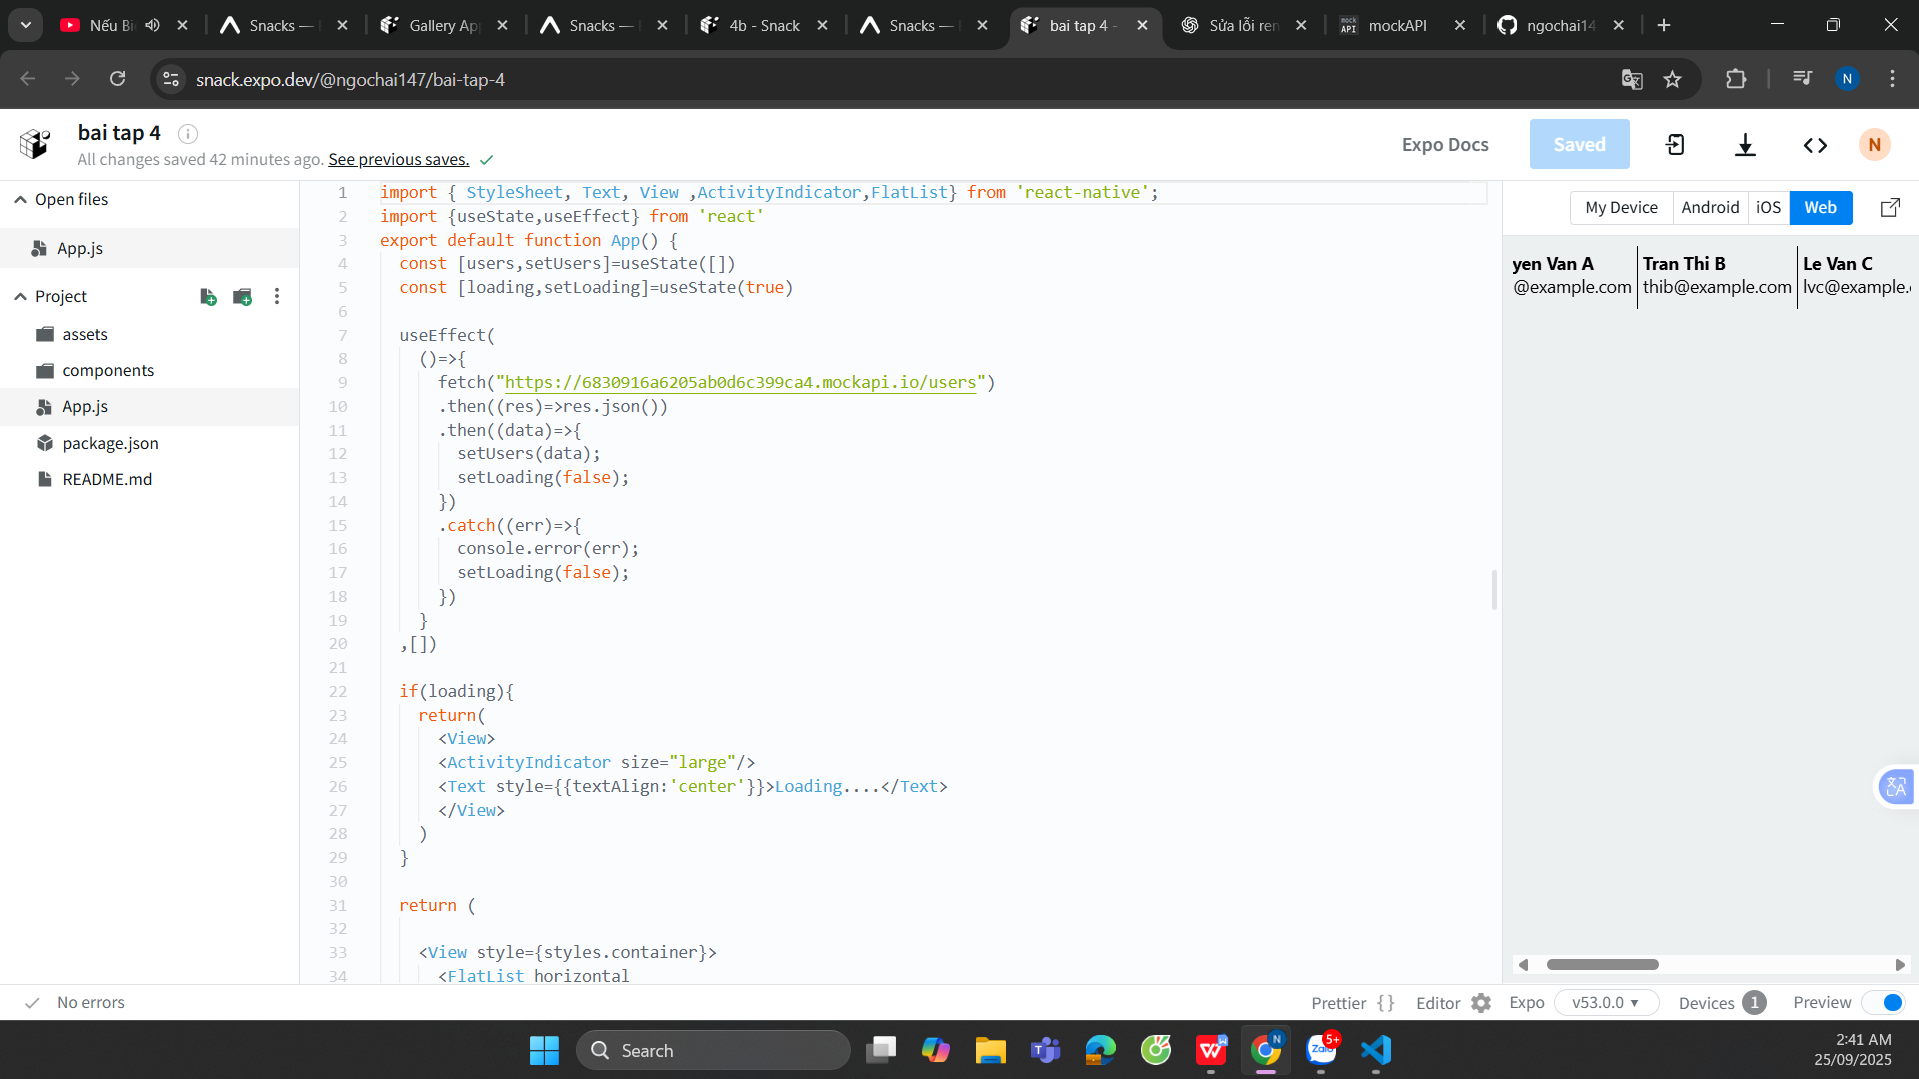 Nếu Bi
Snacks —
Gallery Ap
Snacks —
4b - Snack
Snacks —
bai tap 4 -
Sửa lỗi ren
mock API
mockAPI
ngochai14
snack.expo.dev/@ngochai147/bai-tap-4
N
bai tap 4
All changes saved 42 minutes ago. See previous saves.
Expo Docs
Saved
N
Open files
App.js
Project
assets
components
App.js
package.json
README.md
1 import { StyleSheet, Text, View ,ActivityIndicator,FlatList} from 'react-native';
2 import {useState,useEffect} from 'react'
3 export default function App() {
4 const [users,setUsers]=useState([])
5 const [loading,setLoading]=useState(true)
6
7 useEffect(
8 ()=>{
9 fetch("https://6830916a6205ab0d6c399ca4.mockapi.io/users")
10 .then((res)=>res.json())
11 .then((data)=>{
12 setUsers(data);
13 setLoading(false);
14 })
15 .catch((err)=>{
16 console.error(err);
17 setLoading(false);
18 })
19 }
20 ,[])
21
22 if(loading){
23 return(
24 <View>
25 <ActivityIndicator size="large"/>
26 <Text style={{textAlign:'center'}}>Loading....</Text>
27 </View>
28 )
29 }
30
31 return (
32
33 <View style={styles.container}>
34 <FlatList horizontal
My Device
Android
iOS
Web
yen Van A
@example.com
Tran Thi B
thib@example.com
Le Van C
lvc@example.
No errors
Prettier { }
Editor
Expo
v53.0.0
Devices 1
Preview
Search
N
Zalo
5+
2:41 AM
25/09/2025